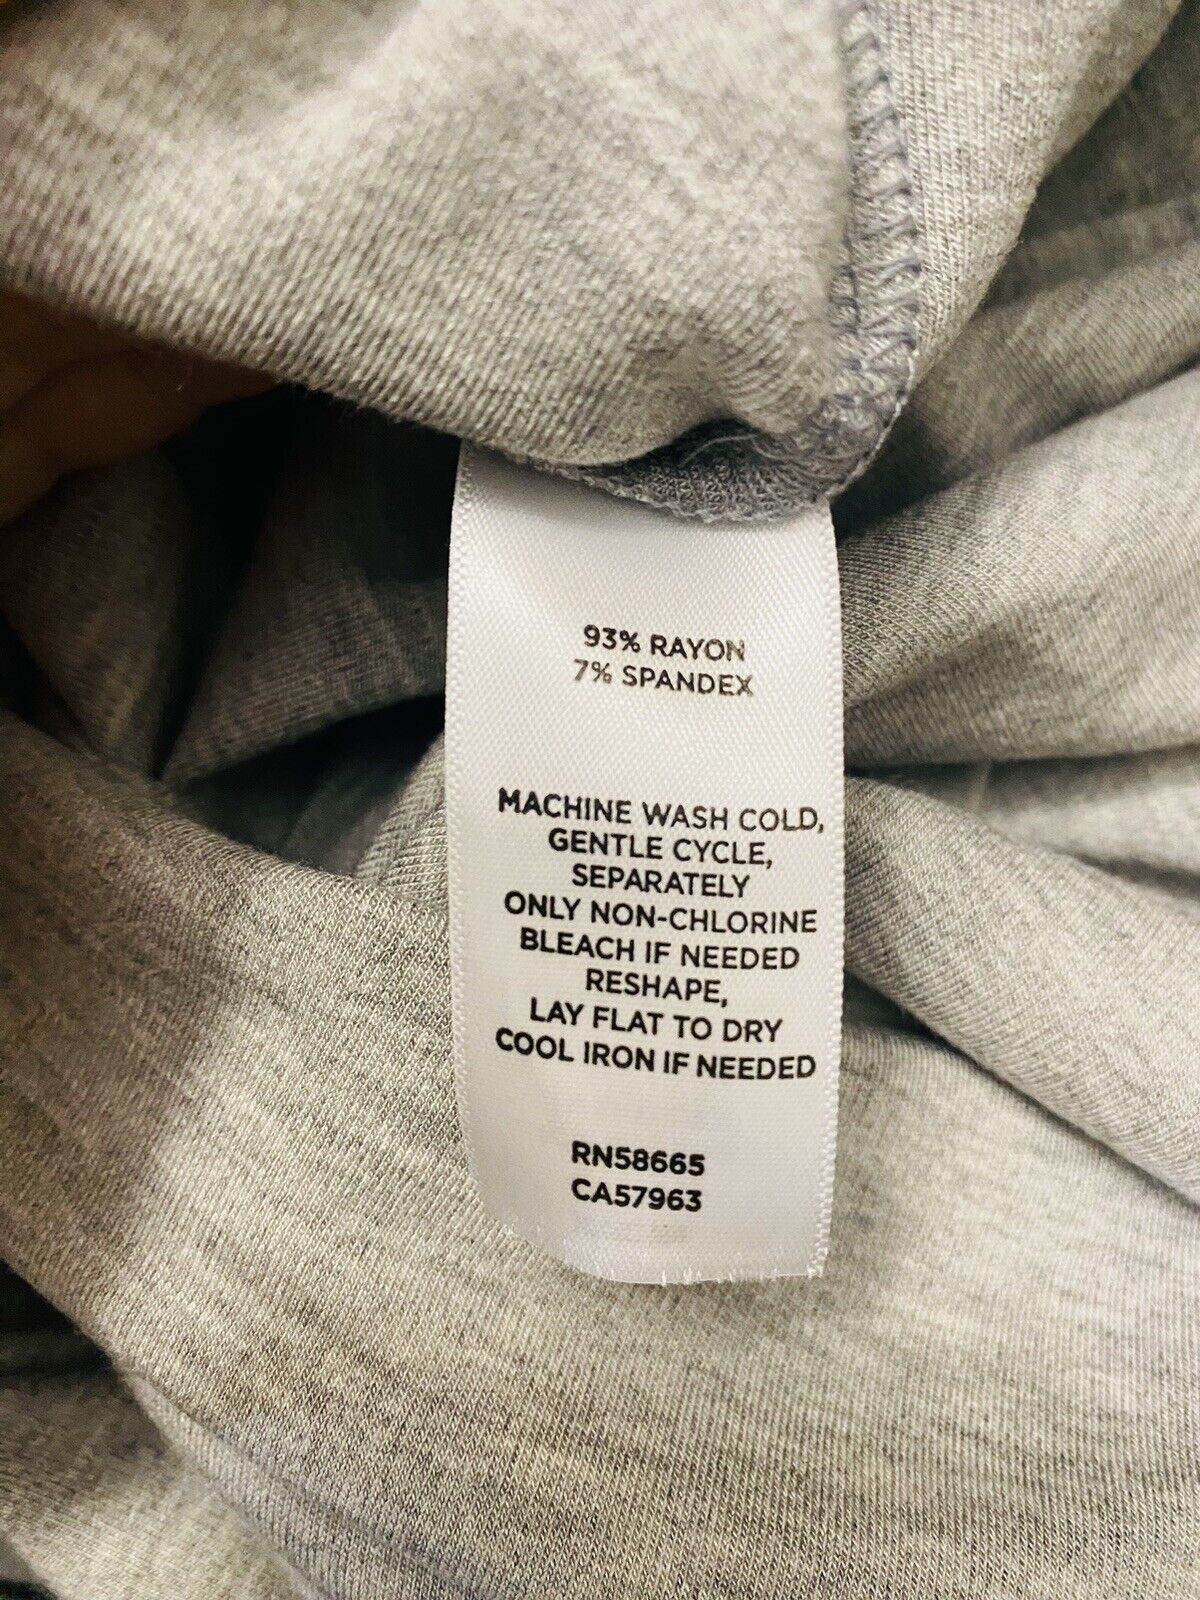 93% RAYON
7% SPANDEX
MACHINE WASH COLD,
GENTLE CYCLE,
SEPARATELY
ONLY NON-CHLORINE
BLEACH IF NEEDED
RESHAPE,
LAY FLAT TO DRY
COOL IRON IF NEEDED
RN58665
CA57963